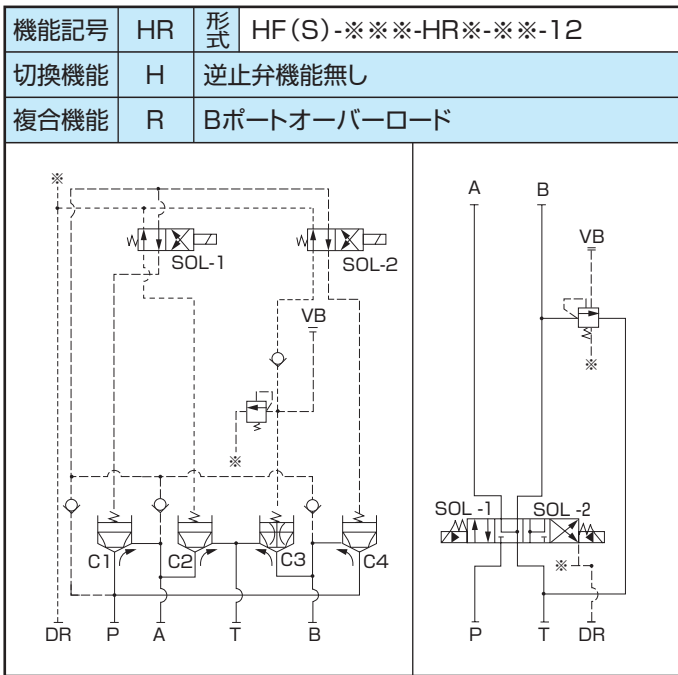 機能記号 HR 形式 HF(S)-※※※-HR※-※※-12
切換機能 H 逆止弁機能無し
複合機能 R Bポートオーバーロード
※
SOL-1 SOL-2
VB
※
C1 C2 C3 C4
DR P A T B
A B
VB
※
SOL -1 SOL -2
※
P T DR